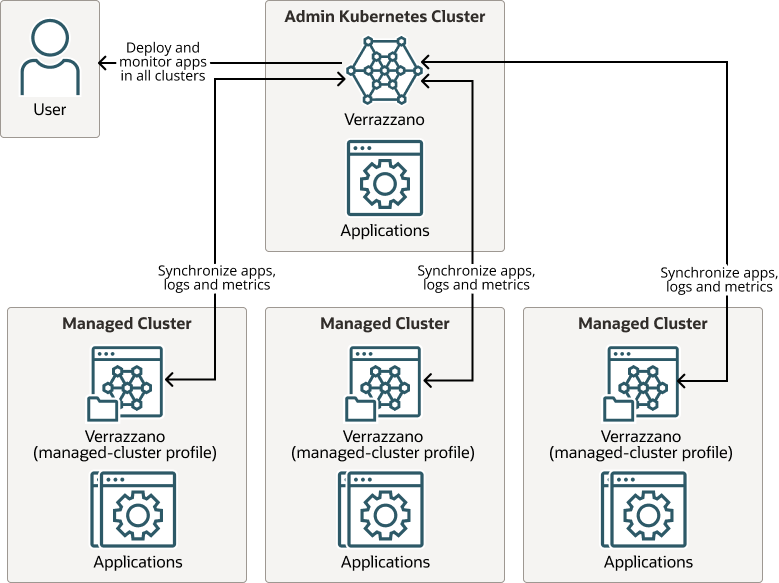 Admin Kubernetes Cluster
Deploy and
monitor apps
in all clusters
User
Verrazzano
Applications
Synchronize apps,
logs and metrics
Synchronize apps,
logs and metrics
Synchronize apps,
logs and metrics
Managed Cluster
Verrazzano
(managed-cluster profile)
Applications
Managed Cluster
Verrazzano
(managed-cluster profile)
Applications
Managed Cluster
Verrazzano
(managed-cluster profile)
Applications